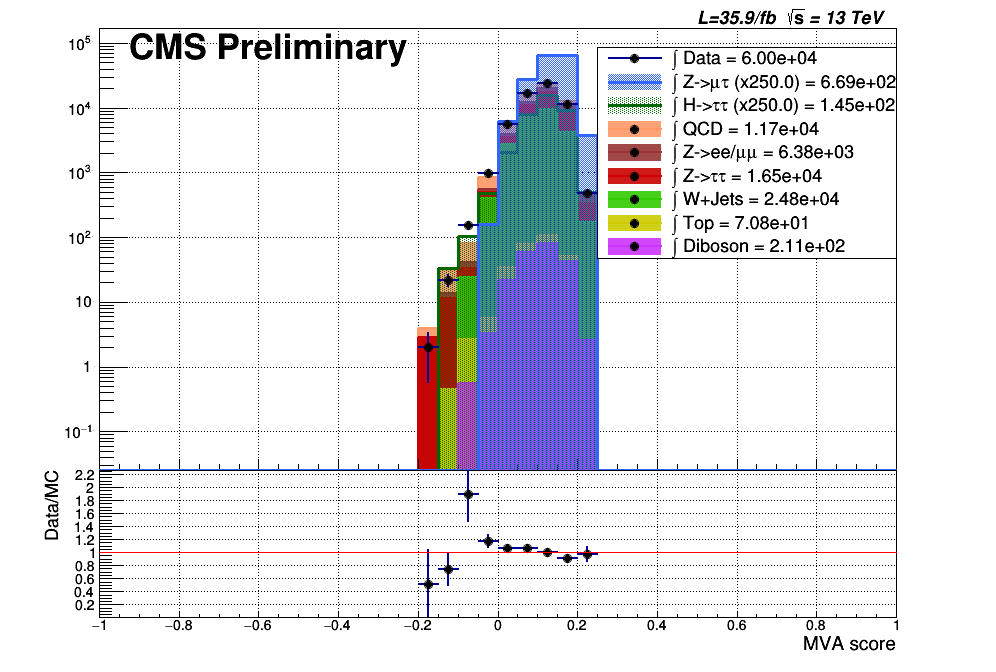 L=35.9/fb √s = 13 TeV
CMS Preliminary
∫ Data = 6.00e+04
∫ Z->μτ (x250.0) = 6.69e+02
∫ H->ττ (x250.0) = 1.45e+02
∫ QCD = 1.17e+04
∫ Z->ee/μμ = 6.38e+03
∫ Z->ττ = 1.65e+04
∫ W+Jets = 2.48e+04
∫ Top = 7.08e+01
∫ Diboson = 2.11e+02
10⁵
10⁴
10³
10²
10
1
10⁻¹
Data/MC
2.2
2
1.8
1.6
1.4
1.2
1
0.8
0.6
0.4
0.2
−1 −0.8 −0.6 −0.4 −0.2 0 0.2 0.4 0.6 0.8 1
MVA score